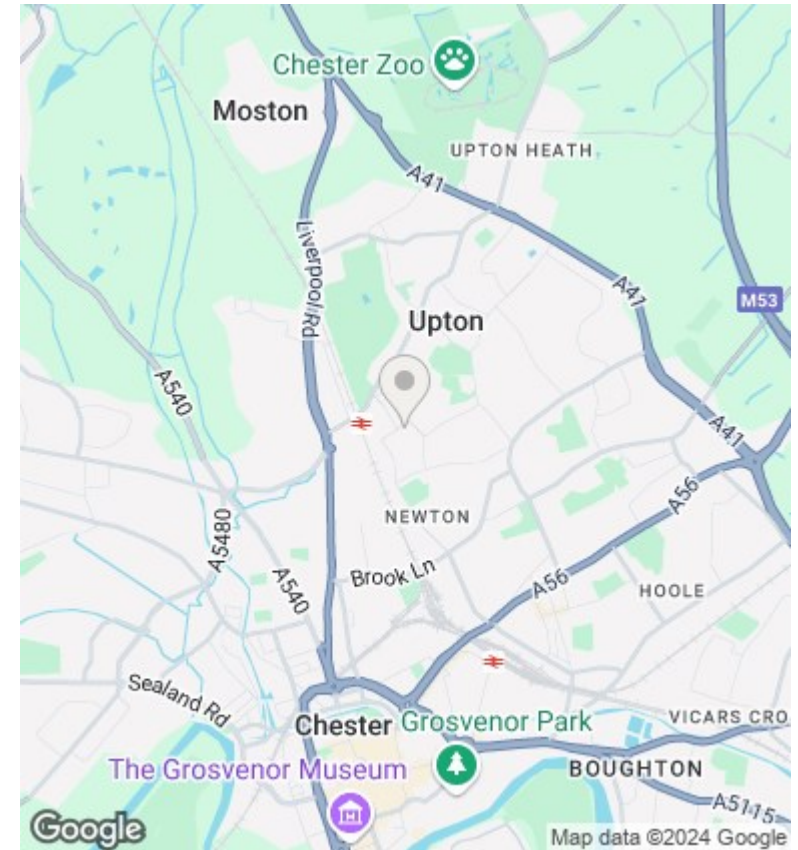 Chester Zoo
Moston
UPTON HEATH
A41
Liverpool Rd
A41
M53
Upton
A540
A41
A56
A5480
NEWTON
Brook Ln
A540
A56
HOOLE
Sealand Rd
Chester
Grosvenor Park
VICARS CRO
The Grosvenor Museum
BOUGHTON
A5115
Google
Map data ©2024 Google